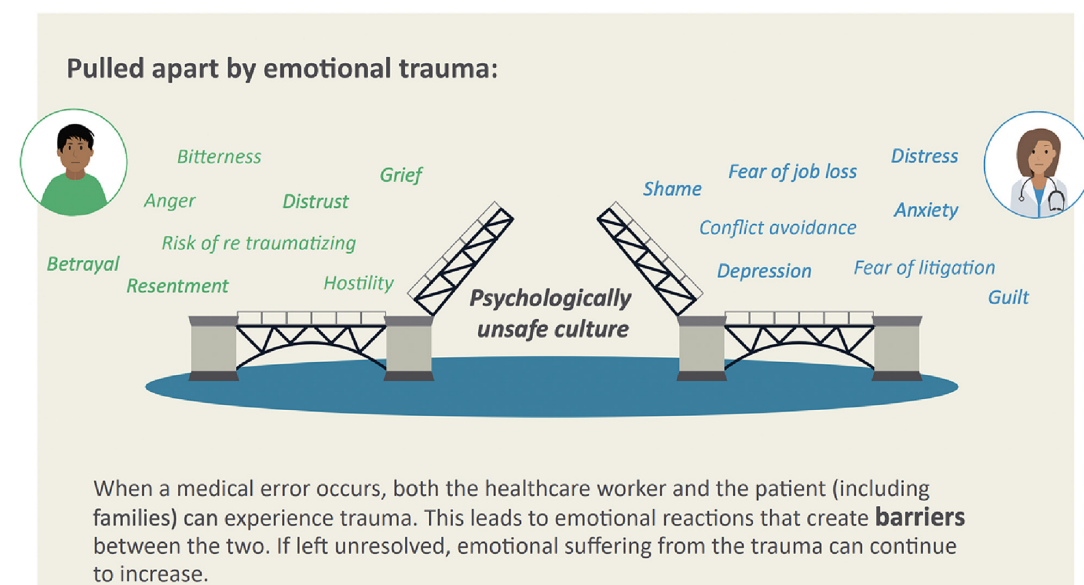 Pulled apart by emotional trauma:
Bitterness
Grief
Anger
Distrust
Risk of re traumatizing
Betrayal
Resentment
Hostility
Psychologically
unsafe culture
Distress
Fear of job loss
Shame
Anxiety
Conflict avoidance
Depression
Fear of litigation
Guilt
When a medical error occurs, both the healthcare worker and the patient (including
families) can experience trauma. This leads to emotional reactions that create barriers
between the two. If left unresolved, emotional suffering from the trauma can continue
to increase.